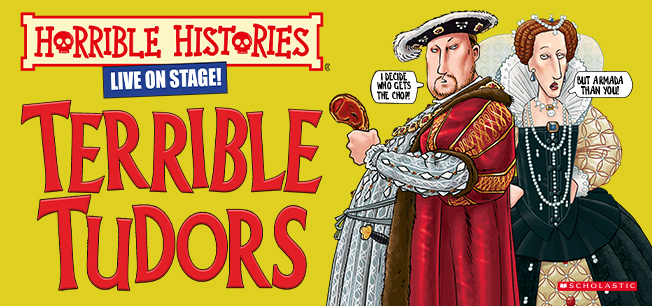 HORRIBLE HISTORIES
LIVE ON STAGE!
TERRIBLE
TUDORS
I DECIDE
WHO GETS
THE CHOP!
BUT ARMADA
THAN YOU!
SCHOLASTIC